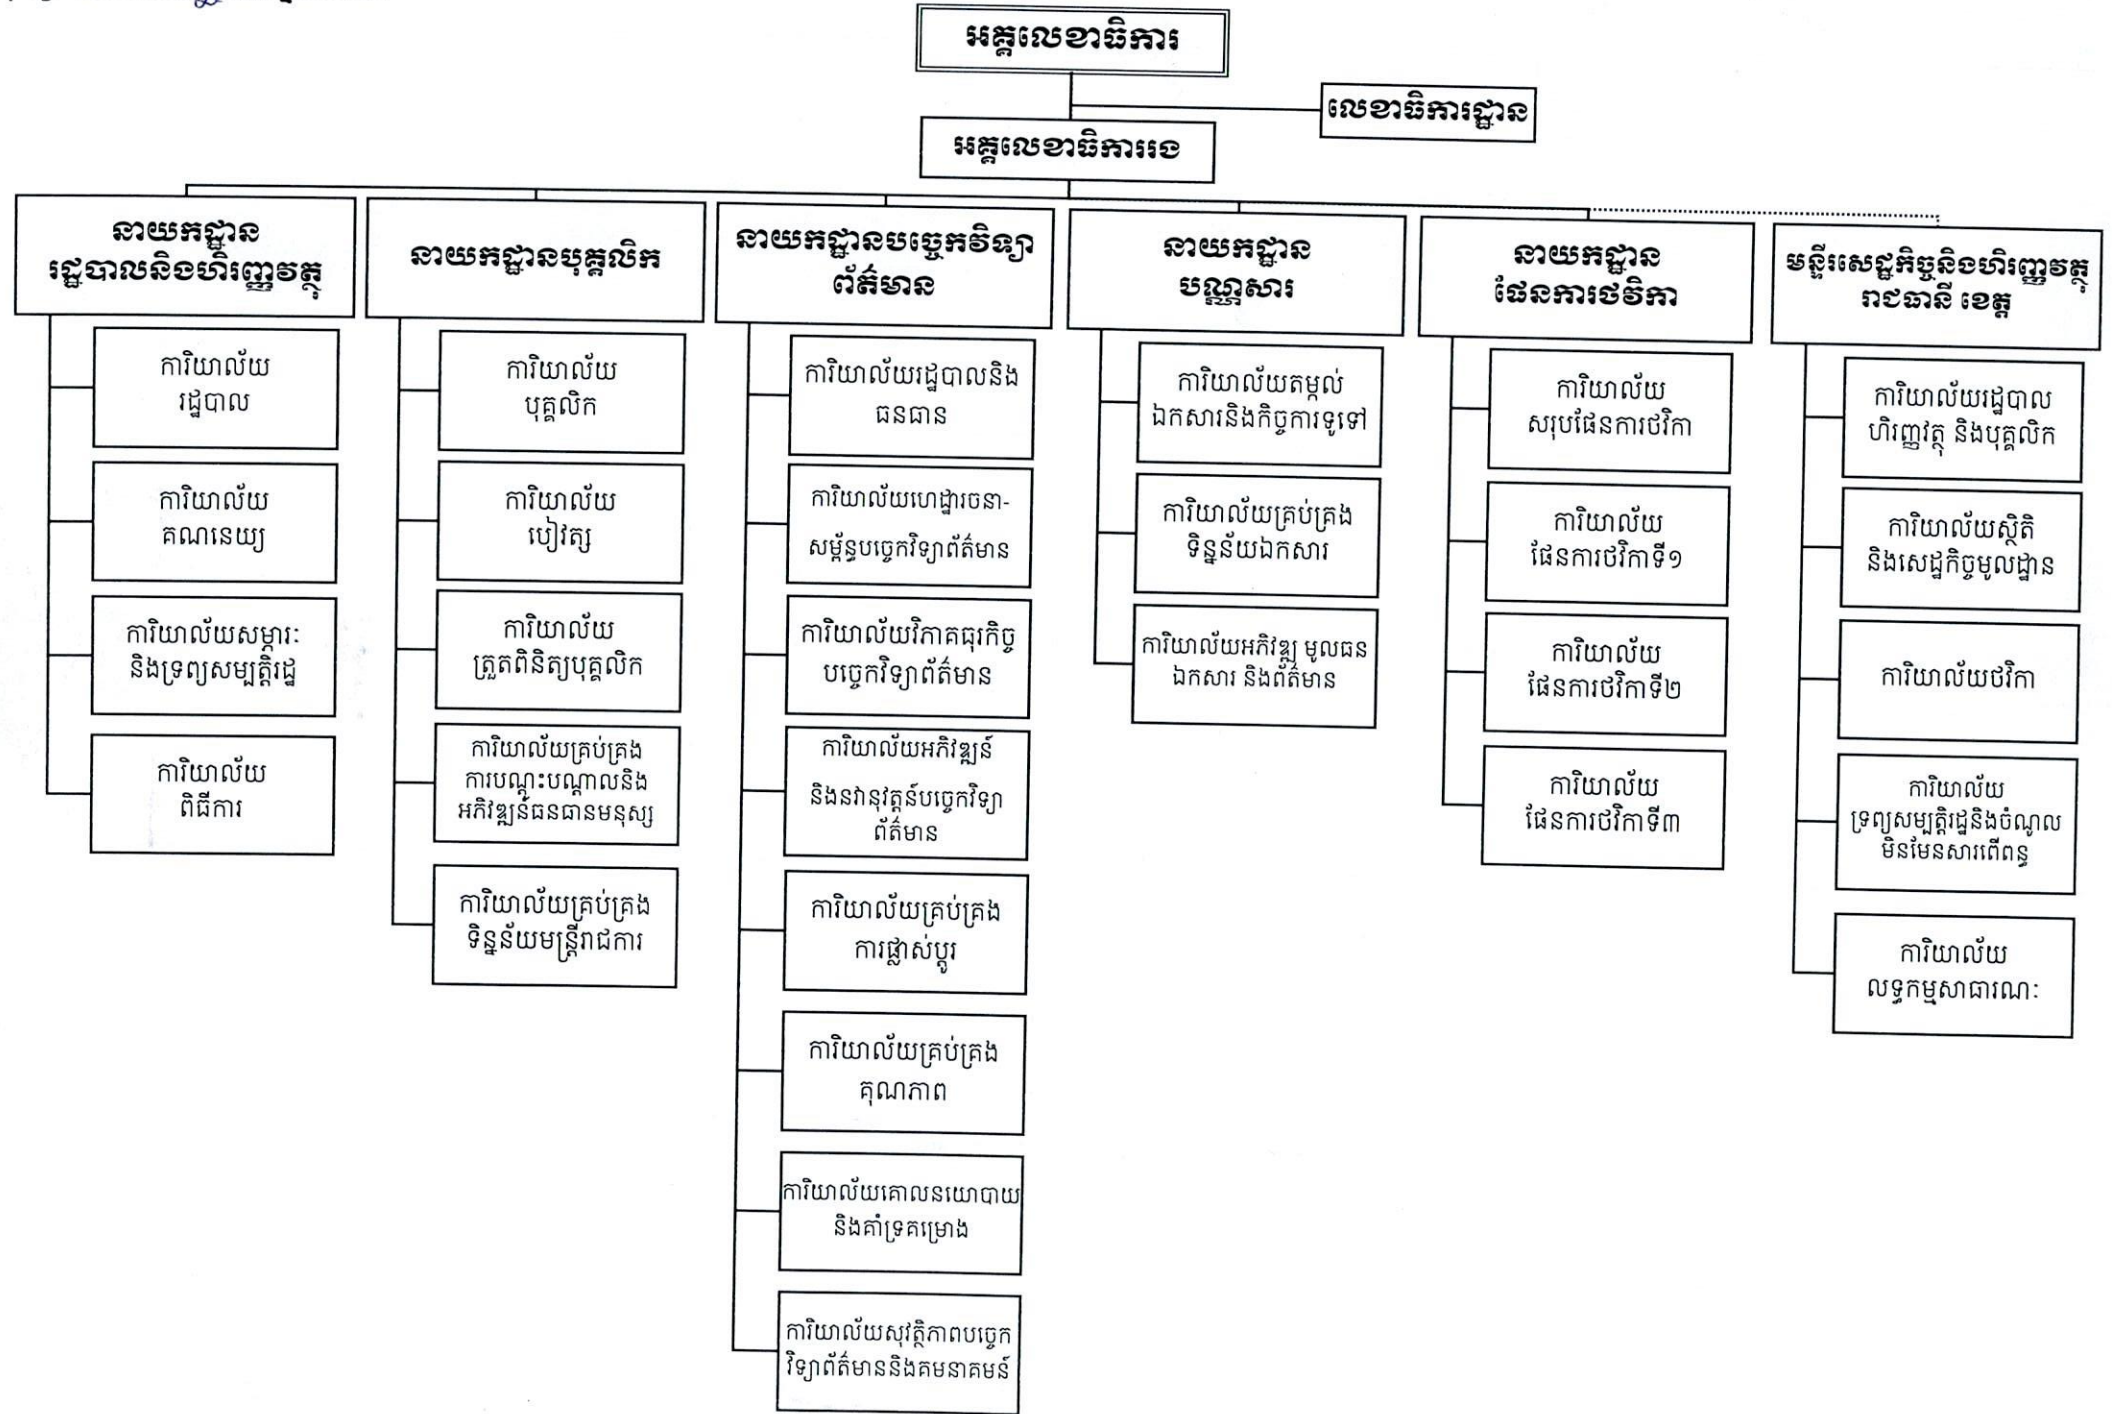 អគ្គលេខាធិការ
លេខាធិការដ្ឋាន
អគ្គលេខាធិការរង
នាយកដ្ឋាន
រដ្ឋបាលនិងហិរញ្ញវត្ថុ
ការិយាល័យ
រដ្ឋបាល
ការិយាល័យ
គណនេយ្យ
ការិយាល័យសម្ភារៈ
និងទ្រព្យសម្បត្តិរដ្ឋ
ការិយាល័យ
ពិធីការ
នាយកដ្ឋានបុគ្គលិក
ការិយាល័យ
បុគ្គលិក
ការិយាល័យ
បៀវត្ស
ការិយាល័យ
ត្រួតពិនិត្យបុគ្គលិក
ការិយាល័យគ្រប់គ្រង
ការបណ្តុះបណ្តាលនិង
អភិវឌ្ឍន៍ធនធានមនុស្ស
ការិយាល័យគ្រប់គ្រង
ទិន្នន័យមន្ត្រីរាជការ
នាយកដ្ឋានបច្ចេកវិទ្យា
ព័ត៌មាន
ការិយាល័យរដ្ឋបាលនិង
ធនធាន
ការិយាល័យហេដ្ឋារចនា-
សម្ព័ន្ធបច្ចេកវិទ្យាព័ត៌មាន
ការិយាល័យវិភាគធុរកិច្ច
បច្ចេកវិទ្យាព័ត៌មាន
ការិយាល័យអភិវឌ្ឍន៍
និងនវានុវត្តន៍បច្ចេកវិទ្យា
ព័ត៌មាន
ការិយាល័យគ្រប់គ្រង
ការផ្លាស់ប្តូរ
ការិយាល័យគ្រប់គ្រង
គុណភាព
ការិយាល័យគោលនយោបាយ
និងគាំទ្រគម្រោង
ការិយាល័យសុវត្ថិភាពបច្ចេក
វិទ្យាព័ត៌មាននិងគមនាគមន៍
នាយកដ្ឋាន
បណ្ណសារ
ការិយាល័យតម្កល់
ឯកសារនិងកិច្ចការទូទៅ
ការិយាល័យគ្រប់គ្រង
ទិន្នន័យឯកសារ
ការិយាល័យអភិវឌ្ឍ មូលធន
ឯកសារ និងព័ត៌មាន
នាយកដ្ឋាន
ផែនការថវិកា
ការិយាល័យ
សរុបផែនការថវិកា
ការិយាល័យ
ផែនការថវិកាទី១
ការិយាល័យ
ផែនការថវិកាទី២
ការិយាល័យ
ផែនការថវិកាទី៣
មន្ទីរសេដ្ឋកិច្ចនិងហិរញ្ញវត្ថុ
រាជធានី ខេត្ត
ការិយាល័យរដ្ឋបាល
ហិរញ្ញវត្ថុ និងបុគ្គលិក
ការិយាល័យស្ថិតិ
និងសេដ្ឋកិច្ចមូលដ្ឋាន
ការិយាល័យថវិកា
ការិយាល័យ
ទ្រព្យសម្បត្តិរដ្ឋនិងចំណូល
មិនមែនសារពើពន្ធ
ការិយាល័យ
លទ្ធកម្មសាធារណៈ